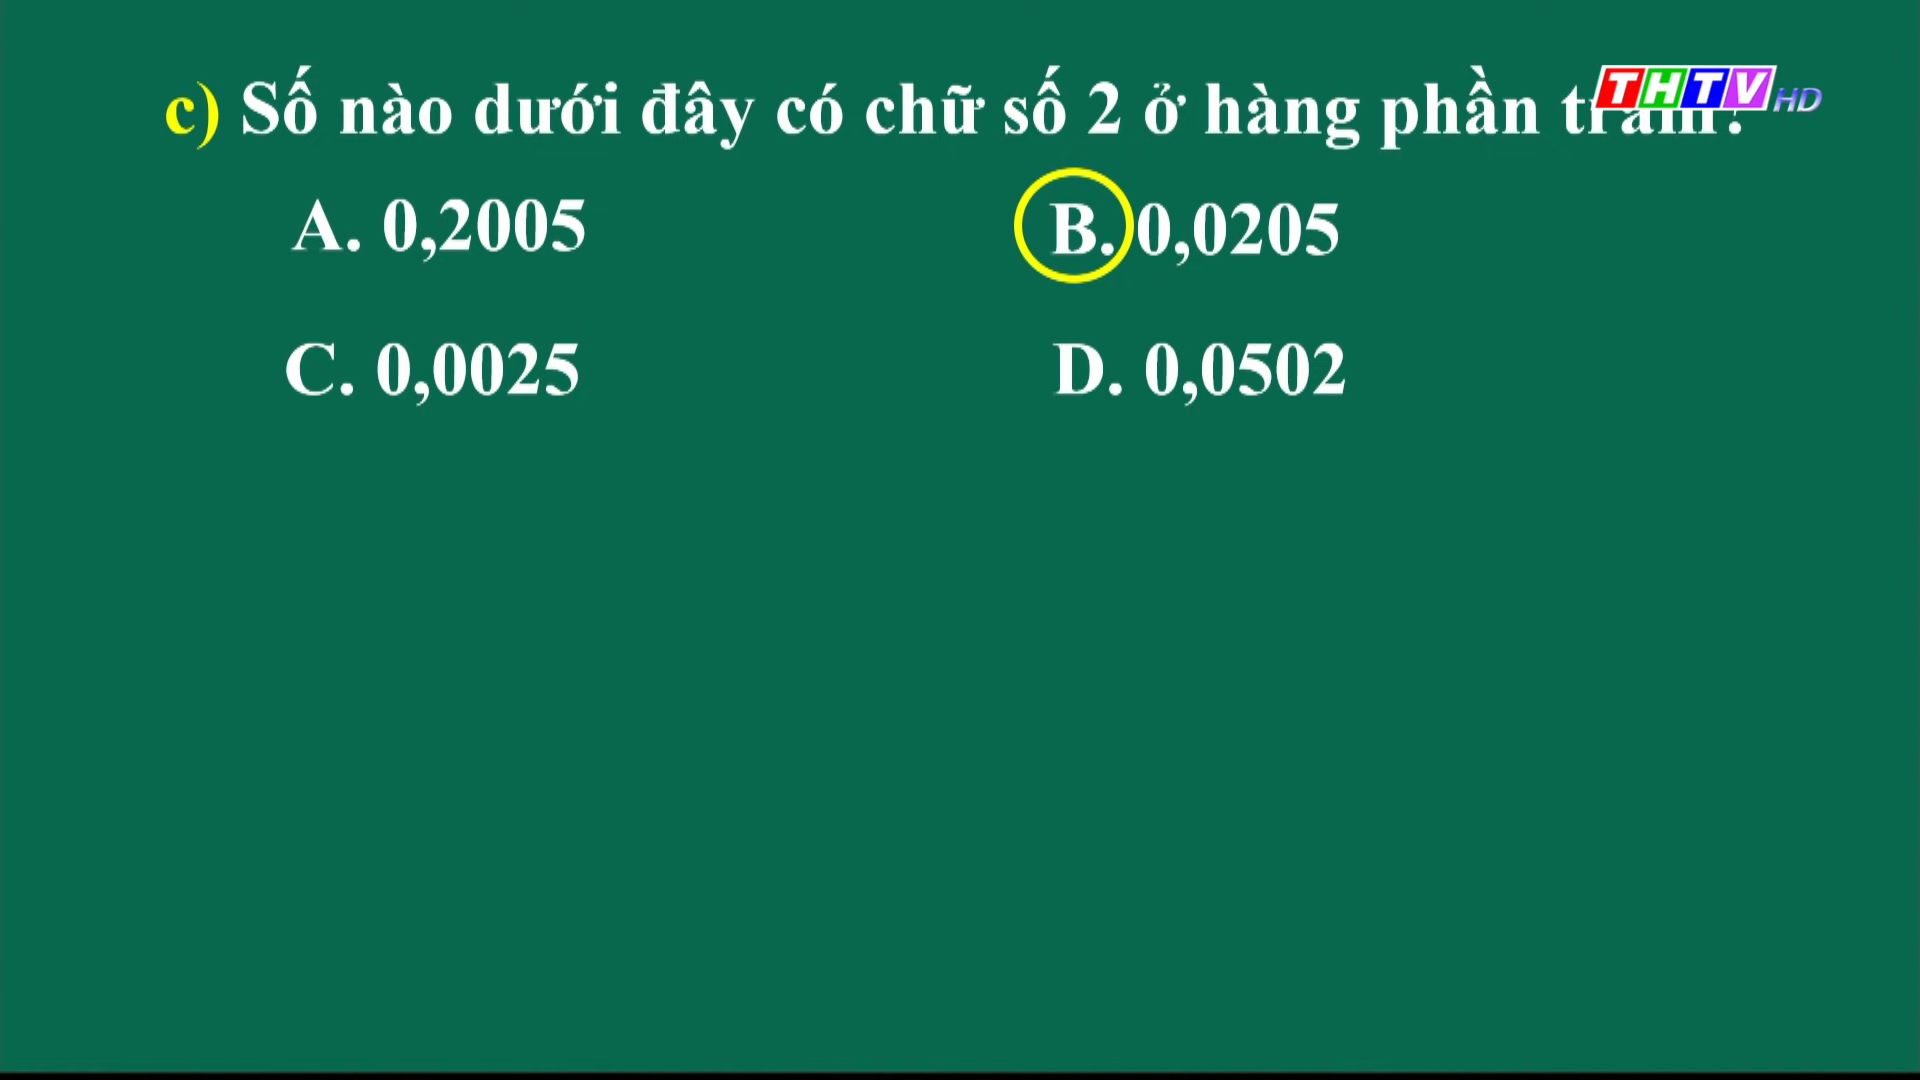 c) Số nào dưới đây có chữ số 2 ở hàng phần
THTV HD
A. 0,2005
B. 0,0205
C. 0,0025
D. 0,0502